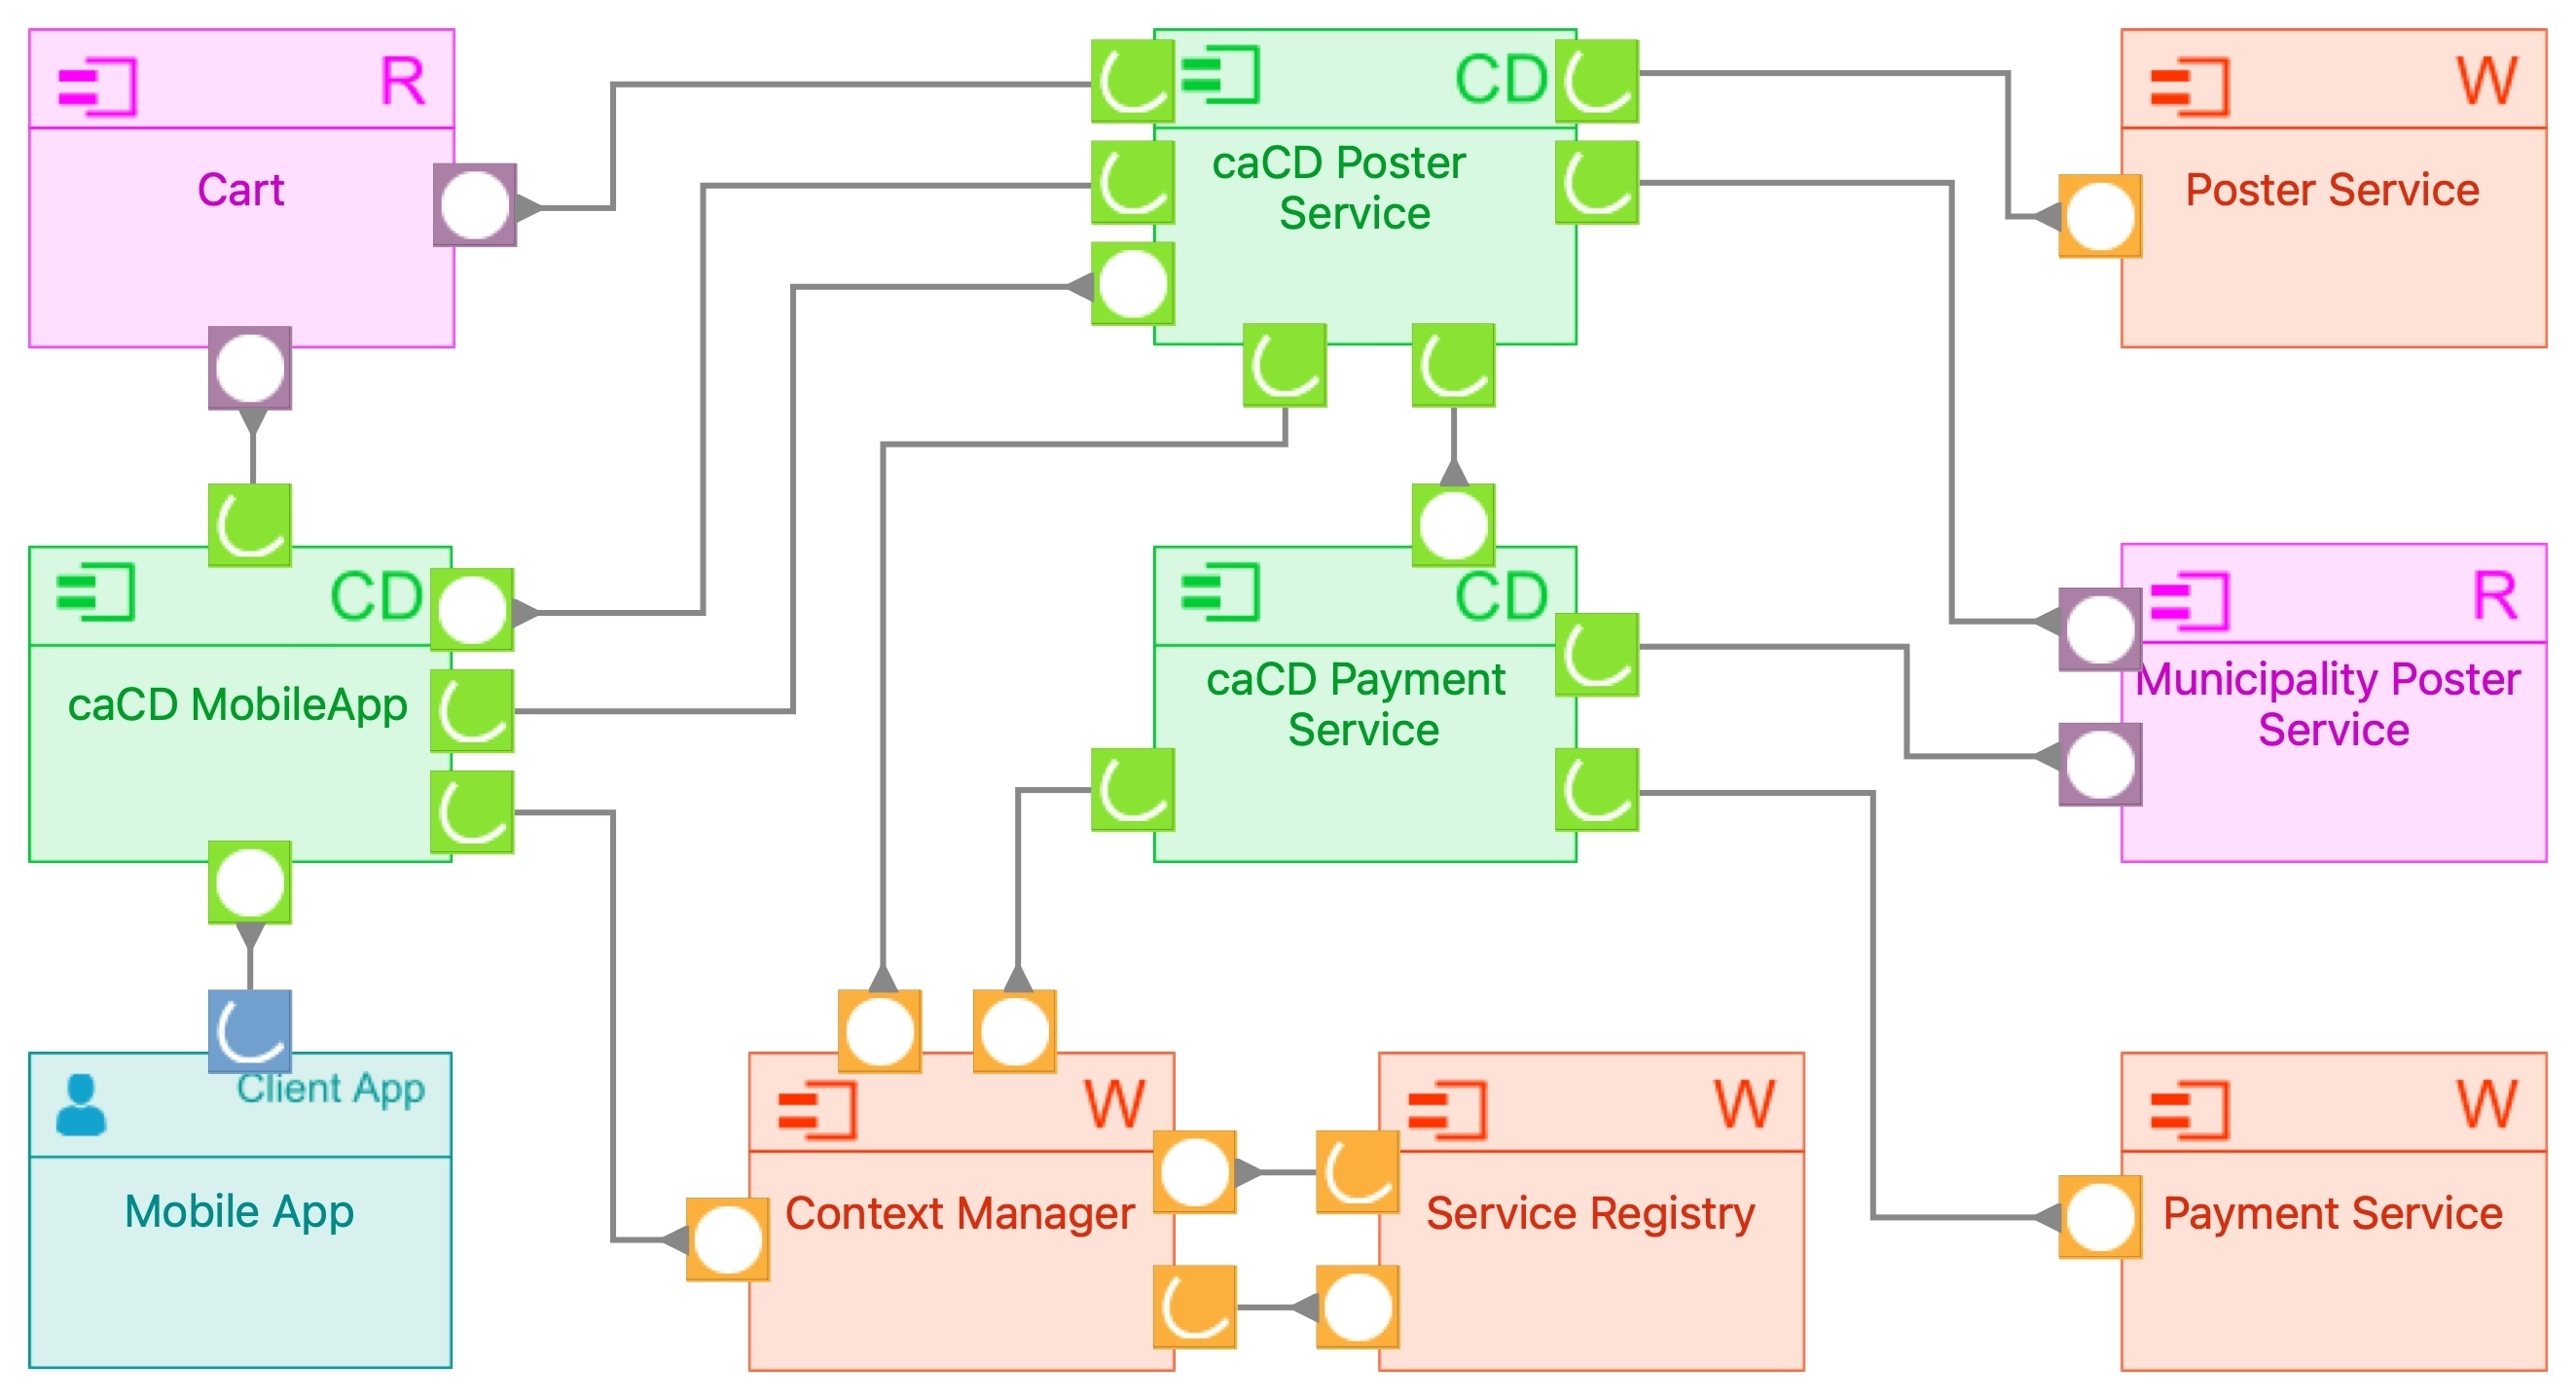 R
Cart
CD
caCD Poster
Service
W
Poster Service
CD
caCD MobileApp
CD
caCD Payment
Service
R
Municipality Poster
Service
Client App
Mobile App
W
Context Manager
W
Service Registry
W
Payment Service